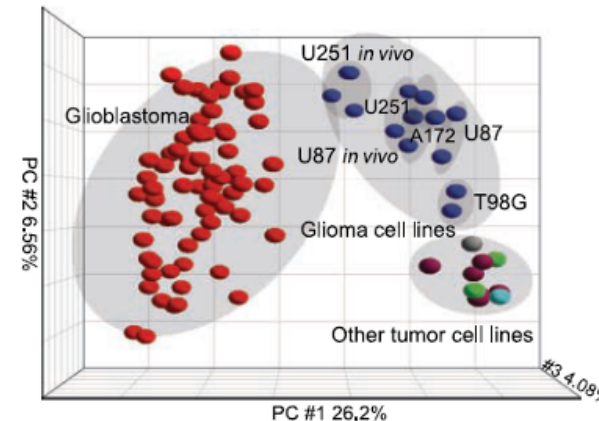 U251 in vivo
Glioblastoma
U251
A172
U87
U87 in vivo
T98G
Glioma cell lines
Other tumor cell lines
PC #2 6.56%
#3 4.08%
PC #1 26,2%